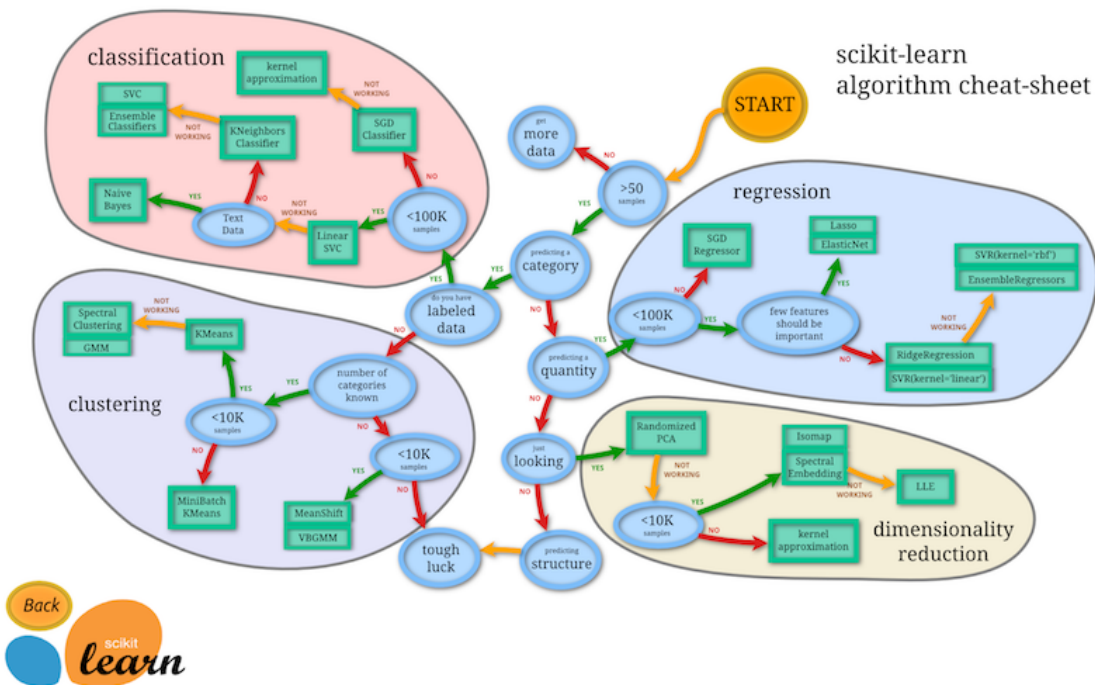 scikit-learn
algorithm cheat-sheet
START
classification
kernel
approximation
NOT
WORKING
SVC
Ensemble
Classifiers
NOT
WORKING
KNeighbors
Classifier
SGD
Classifier
NO
NO
Naive
Bayes
YES
Text
Data
NOT
WORKING
Linear
SVC
YES
<100K
samples
YES
get
more
data
NO
>50
samples
YES
predicting a
category
YES
NO
do you have
labeled
data
NO
predicting a
quantity
YES
NO
just
looking
YES
NO
predicting
structure
tough
luck
regression
SGD
Regressor
NO
<100K
samples
YES
Lasso
ElasticNet
YES
few features
should be
important
NO
SVR(kernel='rbf')
EnsembleRegressors
NOT
WORKING
RidgeRegression
SVR(kernel='linear')
clustering
Spectral
Clustering
GMM
NOT
WORKING
KMeans
YES
number of
categories
known
YES
NO
<10K
samples
NO
MiniBatch
KMeans
<10K
samples
YES
NO
MeanShift
VBGMM
dimensionality
reduction
Randomized
PCA
NOT
WORKING
<10K
samples
YES
NO
Isomap
Spectral
Embedding
NOT
WORKING
LLE
kernel
approximation
Back
scikit
learn